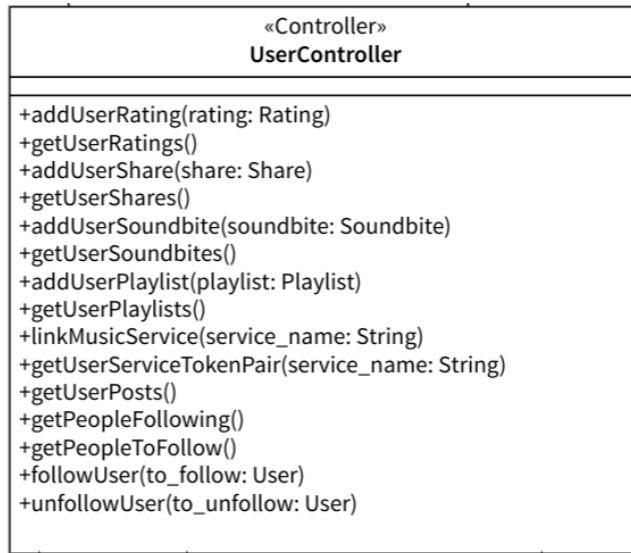 «Controller»
UserController
+addUserRating(rating: Rating)
+getUserRatings()
+addUserShare(share: Share)
+getUserShares()
+addUserSoundbite(soundbite: Soundbite)
+getUserSoundbites()
+addUserPlaylist(playlist: Playlist)
+getUserPlaylists()
+linkMusicService(service_name: String)
+getUserServiceTokenPair(service_name: String)
+getUserPosts()
+getPeopleFollowing()
+getPeopleToFollow()
+followUser(to_follow: User)
+unfollowUser(to_unfollow: User)